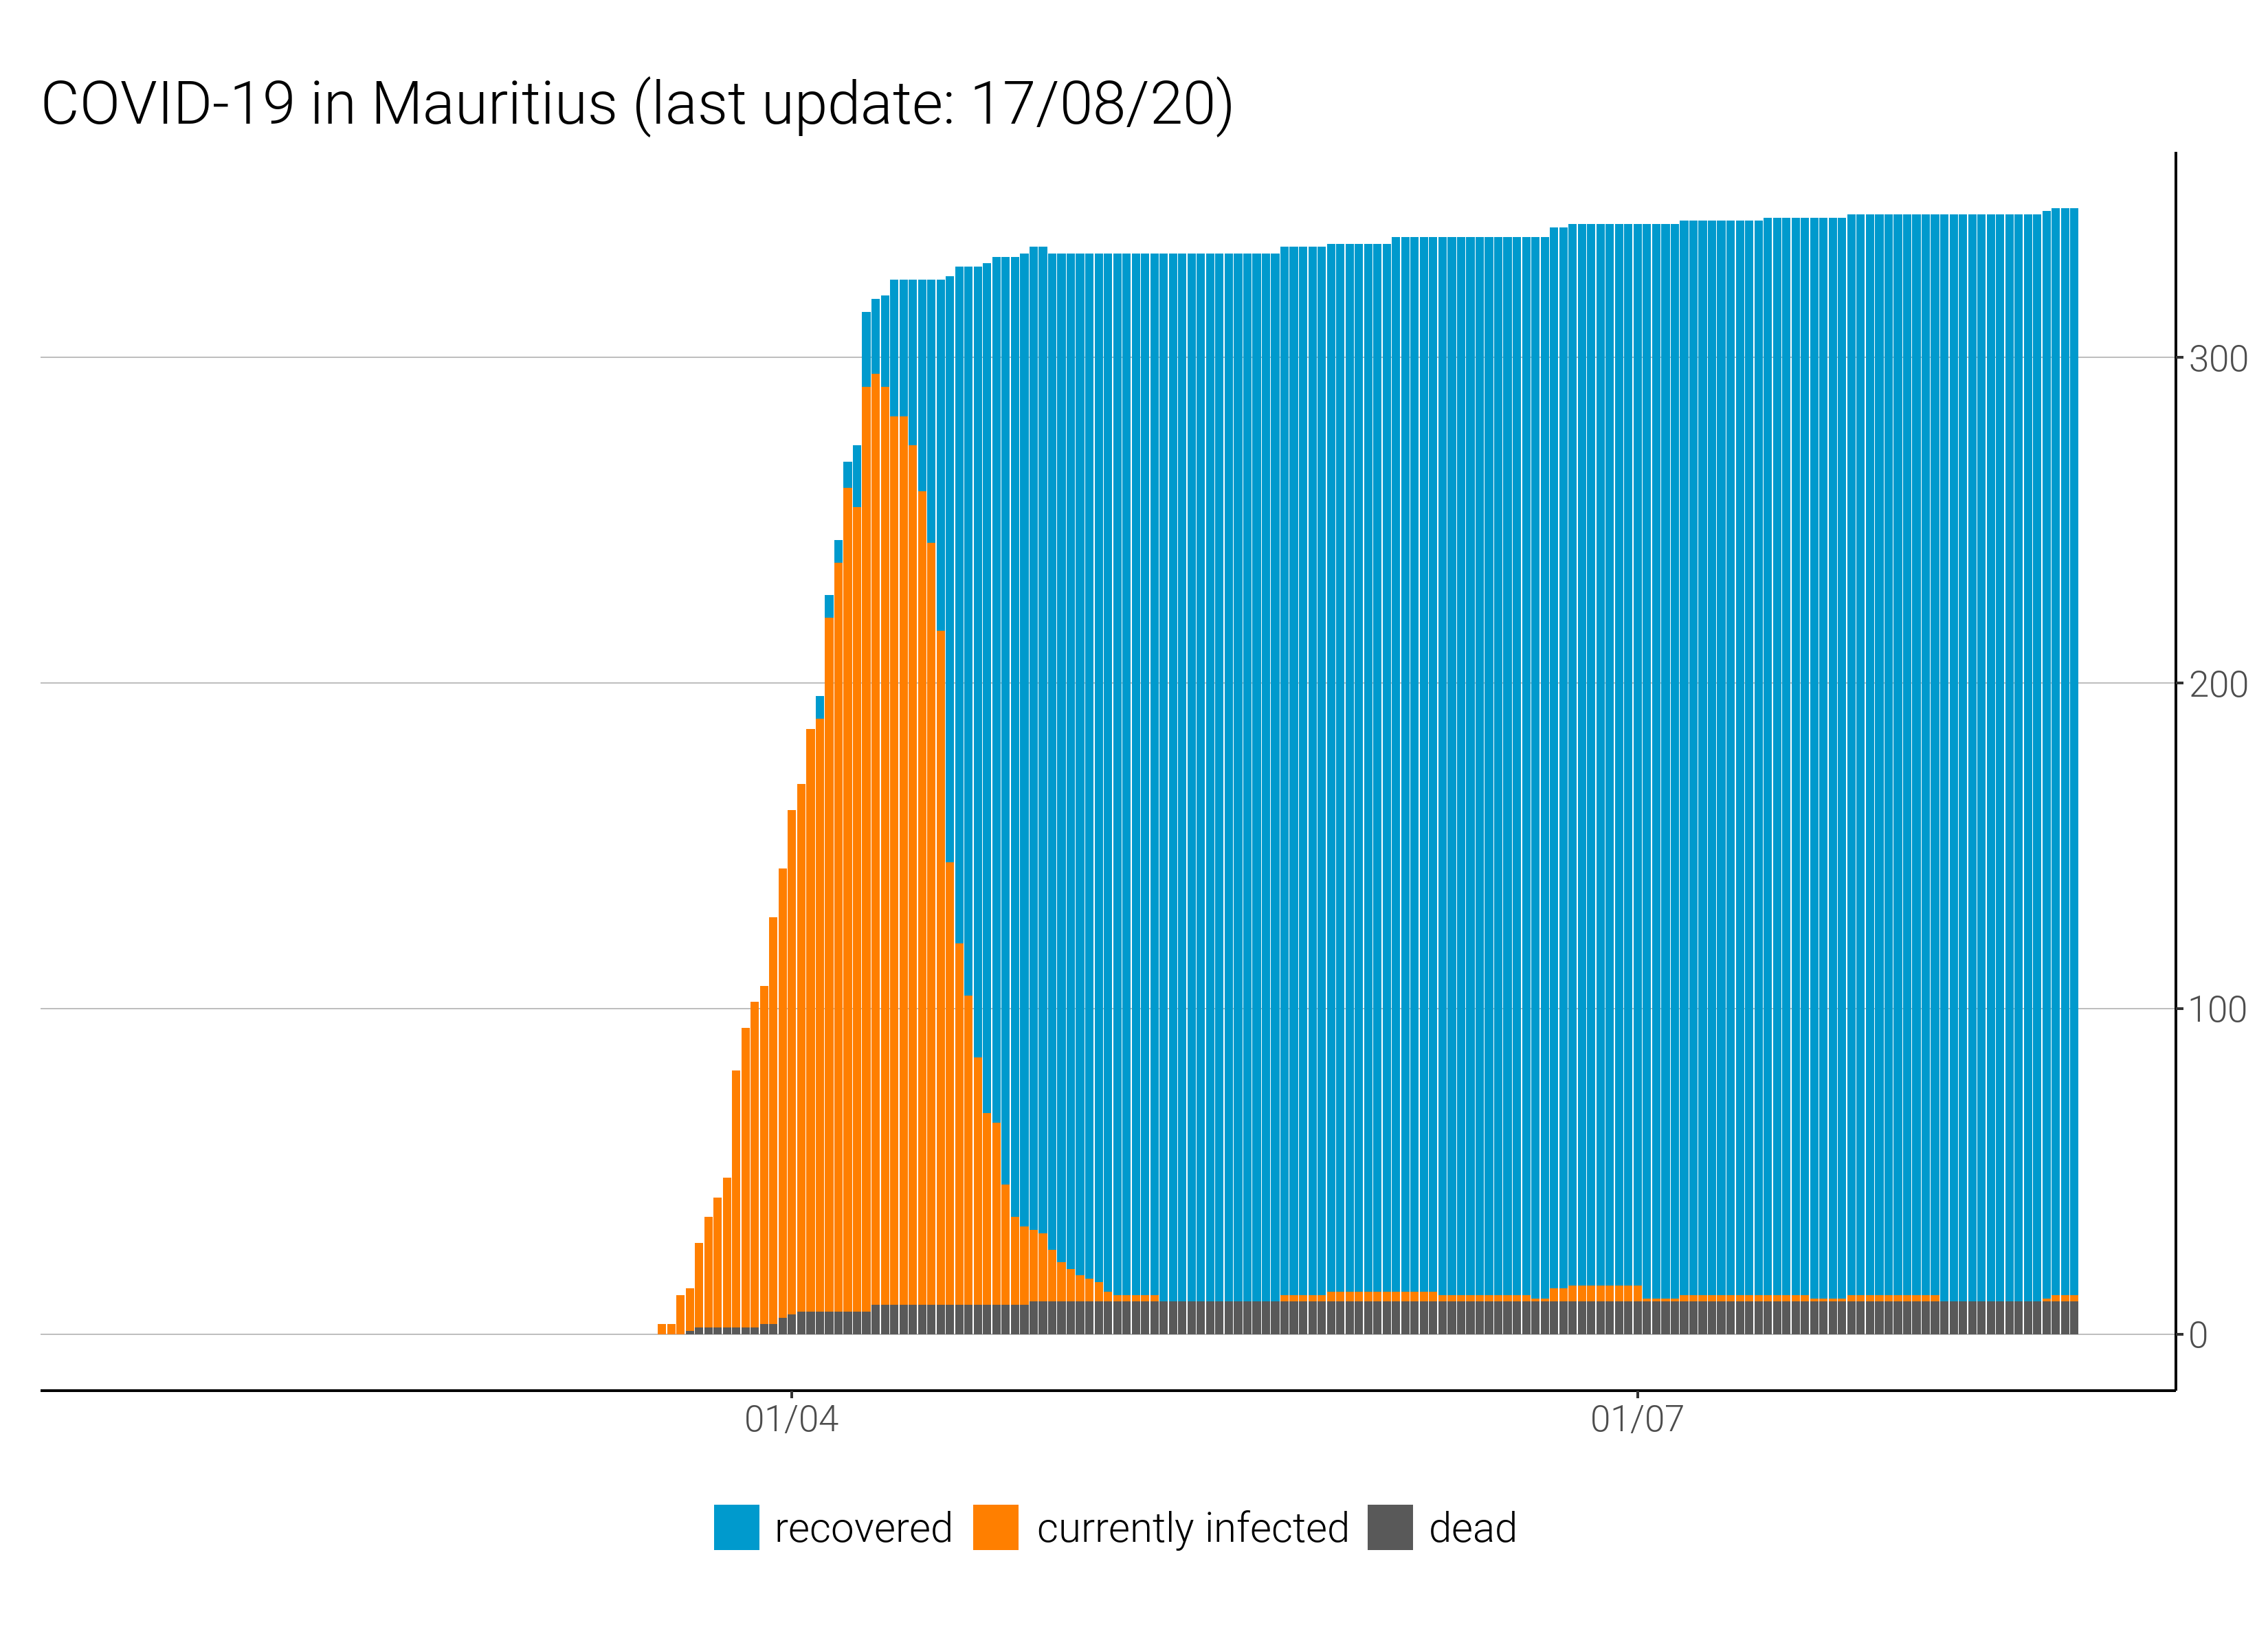 COVID-19 in Mauritius (last update: 17/08/20)
300
200
100
0
01/04 01/07
recovered currently infected dead